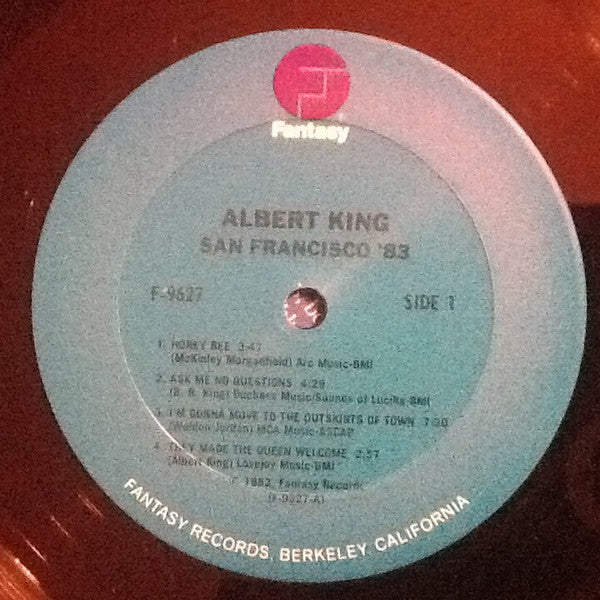 Fantasy
ALBERT KING
SAN FRANCISCO '83
F-9627
SIDE 1
1. HONEY BEE 3:41
(McKinley Morganfield) Arc Music-BMI
2. ASK ME NO QUESTIONS 4:29
(B. B. King) Duchess Music/Sounds of Lucille-BMI
3. I'M GONNA MOVE TO THE OUTSKIRTS OF TOWN 7:30
(Weldon Jordan) MCA Music-ASCAP
4. THEY MADE THE QUEEN WELCOME 2:57
(Albert King) Lovejoy Music-BMI
1983, Fantasy Records
(F-9627-A)
FANTASY RECORDS, BERKELEY, CALIFORNIA